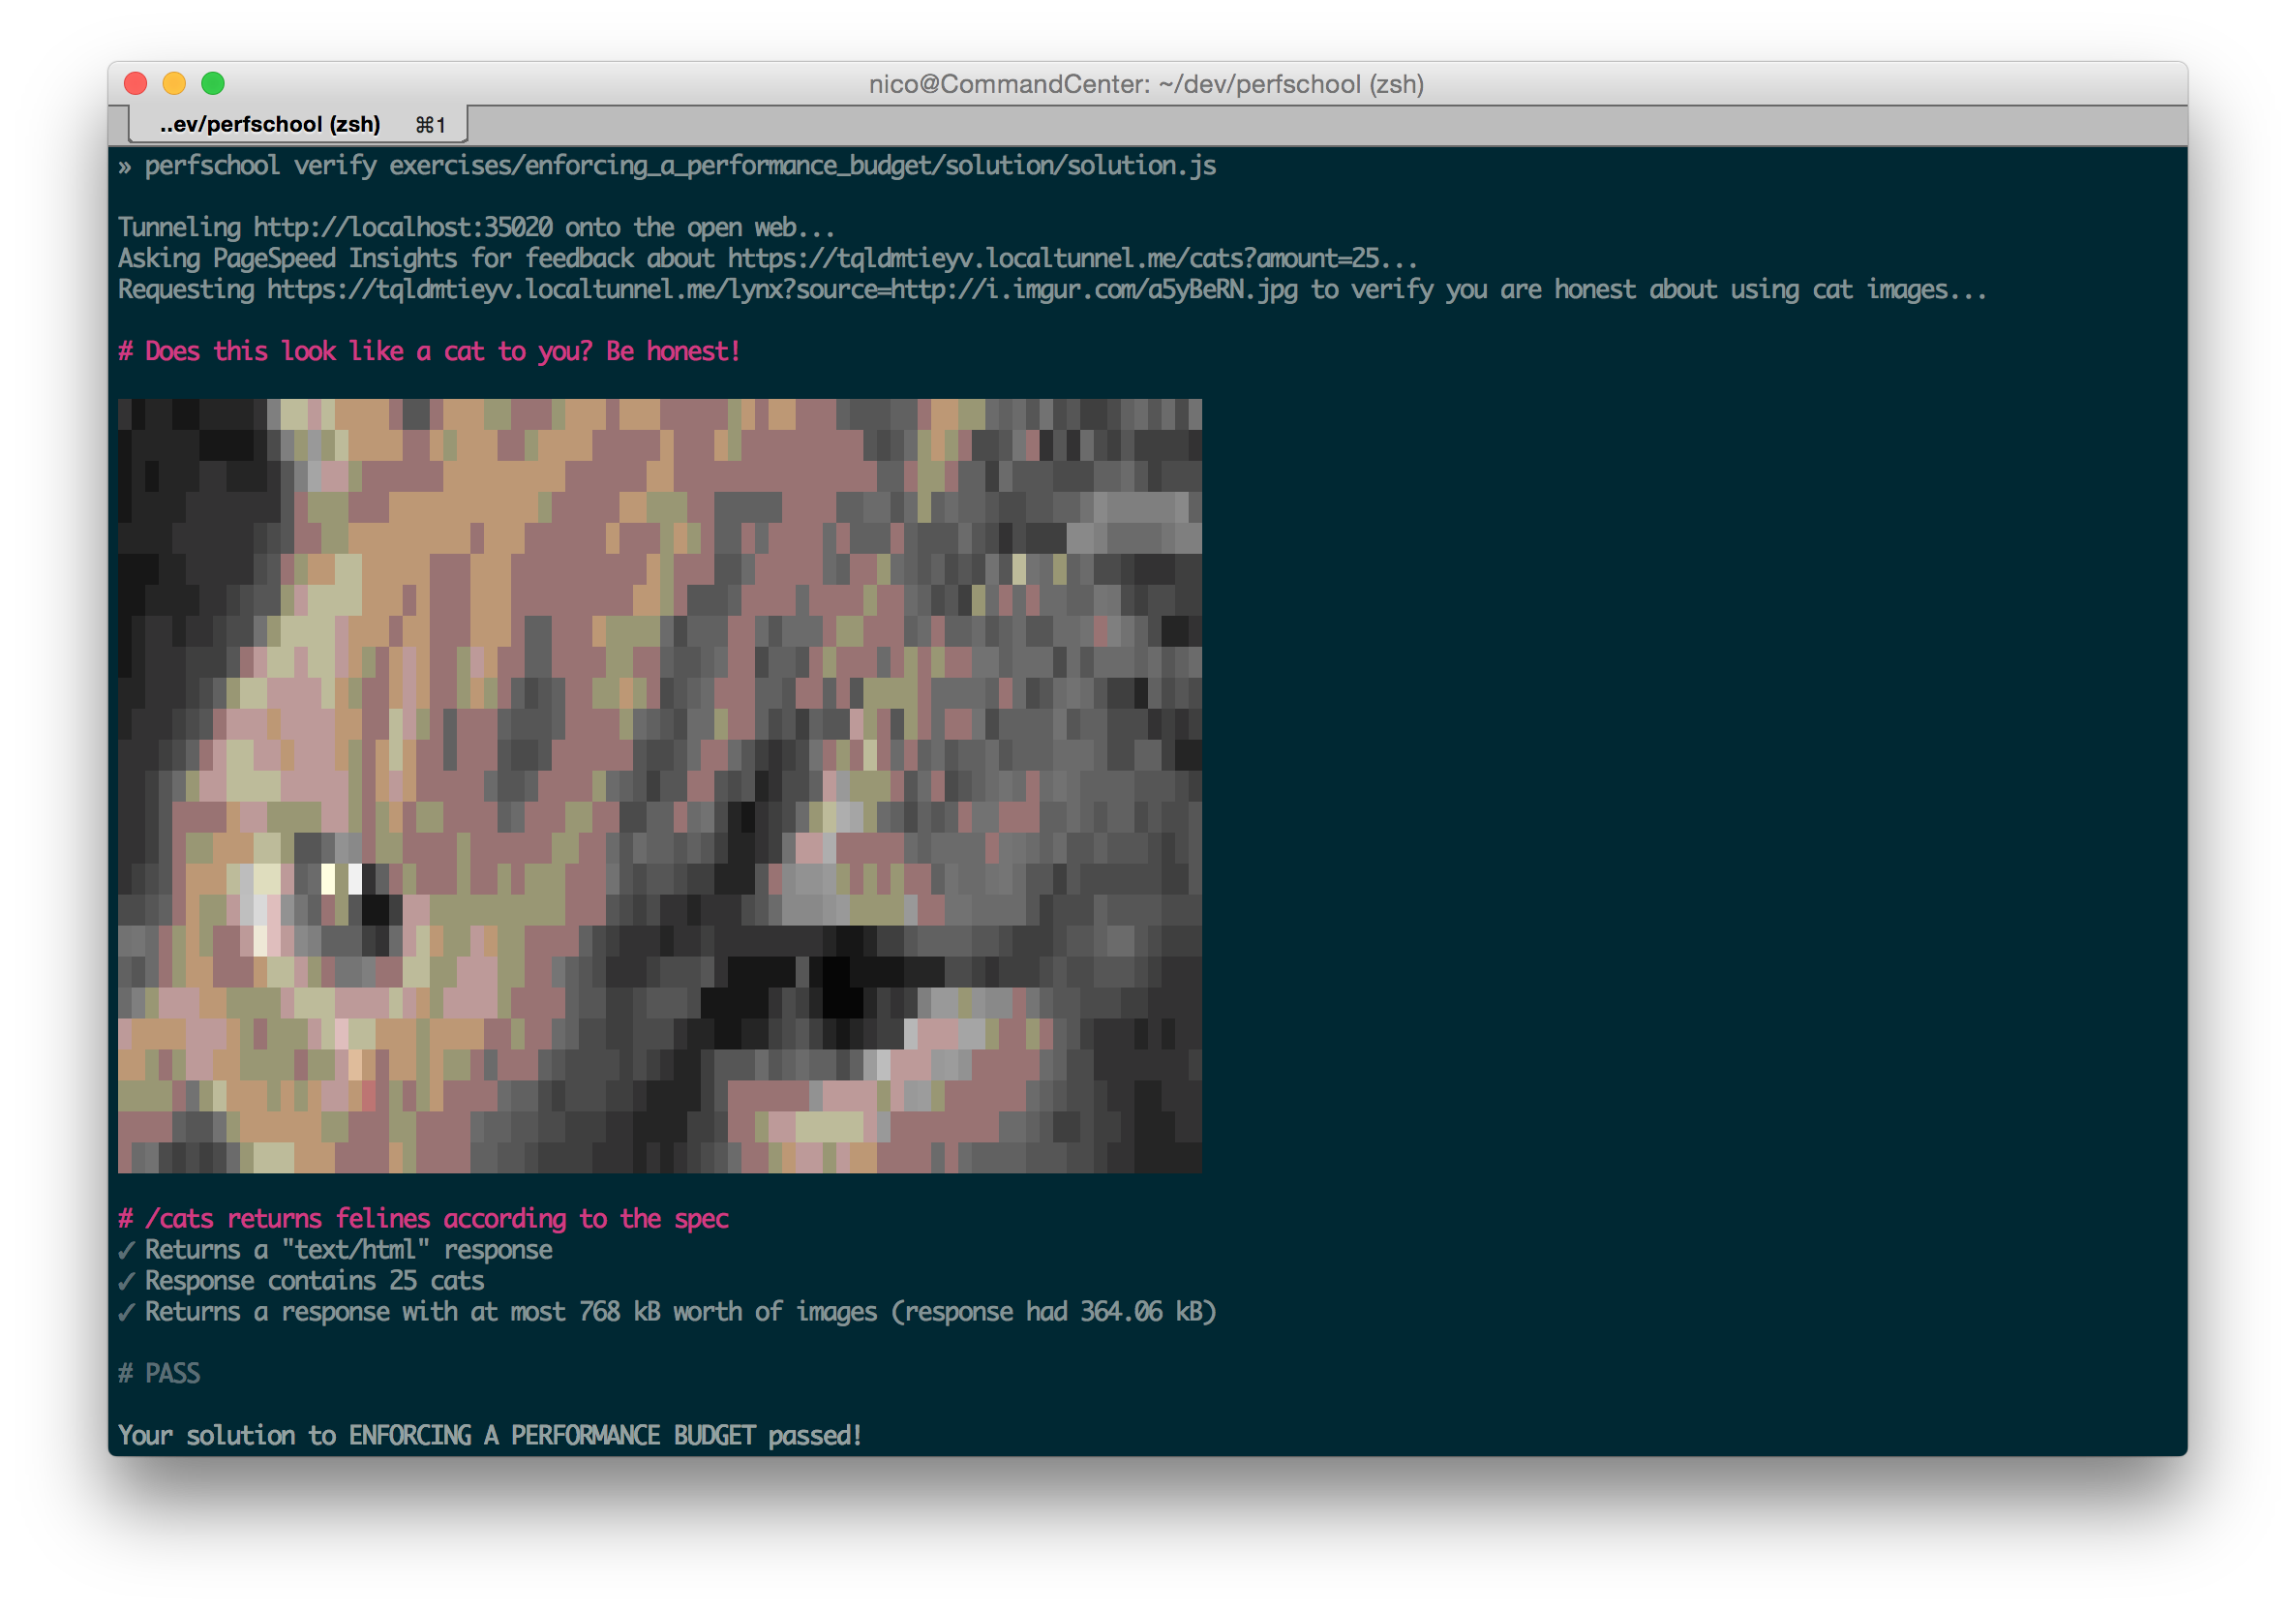 nico@CommandCenter: ~/dev/perfschool (zsh)
..ev/perfschool (zsh) ⌘1
» perfschool verify exercises/enforcing_a_performance_budget/solution/solution.js
Tunneling http://localhost:35020 onto the open web...
Asking PageSpeed Insights for feedback about https://tqldmtieyv.localtunnel.me/cats?amount=25...
Requesting https://tqldmtieyv.localtunnel.me/lynx?source=http://i.imgur.com/a5yBeRN.jpg to verify you are honest about using cat images...
# Does this look like a cat to you? Be honest!
# /cats returns felines according to the spec
✓ Returns a "text/html" response
✓ Response contains 25 cats
✓ Returns a response with at most 768 kB worth of images (response had 364.06 kB)
# PASS
Your solution to ENFORCING A PERFORMANCE BUDGET passed!